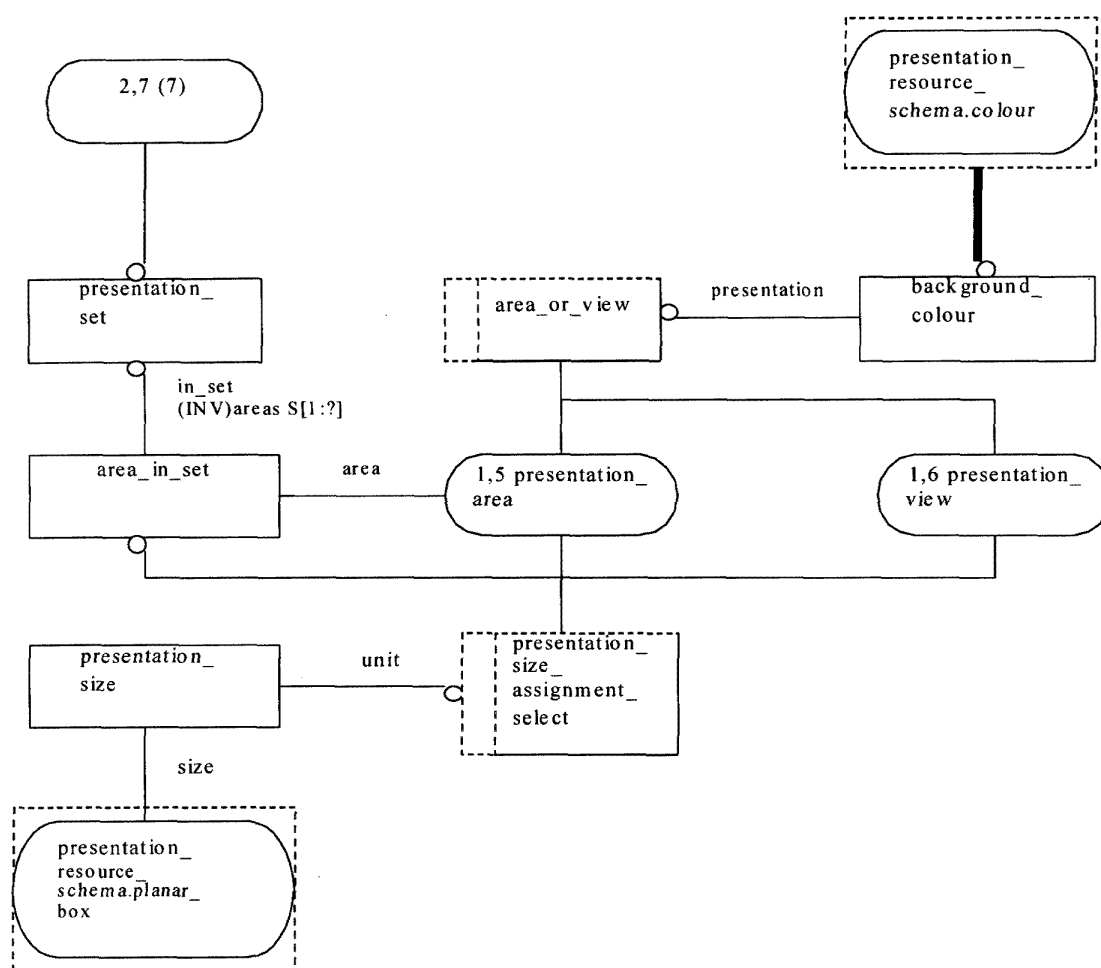 2,7 (7)
presentation_
resource_
schema.colour
presentation_
set
area_or_view
presentation
background_
colour
in_set
(INV)areas S[1:?]
area_in_set
area
1,5 presentation_
area
1,6 presentation_
view
presentation_
size
unit
presentation_
size_
assignment_
select
size
presentation_
resource_
schema.planar_
box